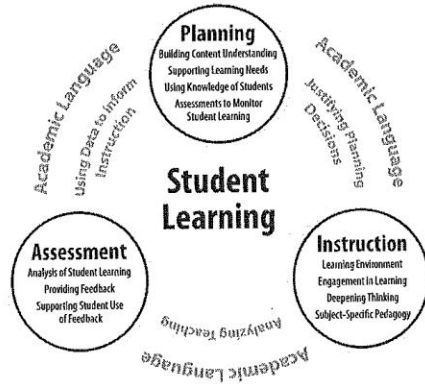 Planning
Building Content Understanding
Supporting Learning Needs
Using Knowledge of Students
Assessments to Monitor
Student Learning
Academic Language
Using Data to Inform
Instruction
Academic Language
Justifying Planning
Decisions
Student
Learning
Assessment
Analysis of Student Learning
Providing Feedback
Supporting Student Use
of Feedback
Instruction
Learning Environment
Engagement in Learning
Deepening Thinking
Subject-Specific Pedagogy
Analyzing Teaching
Academic Language